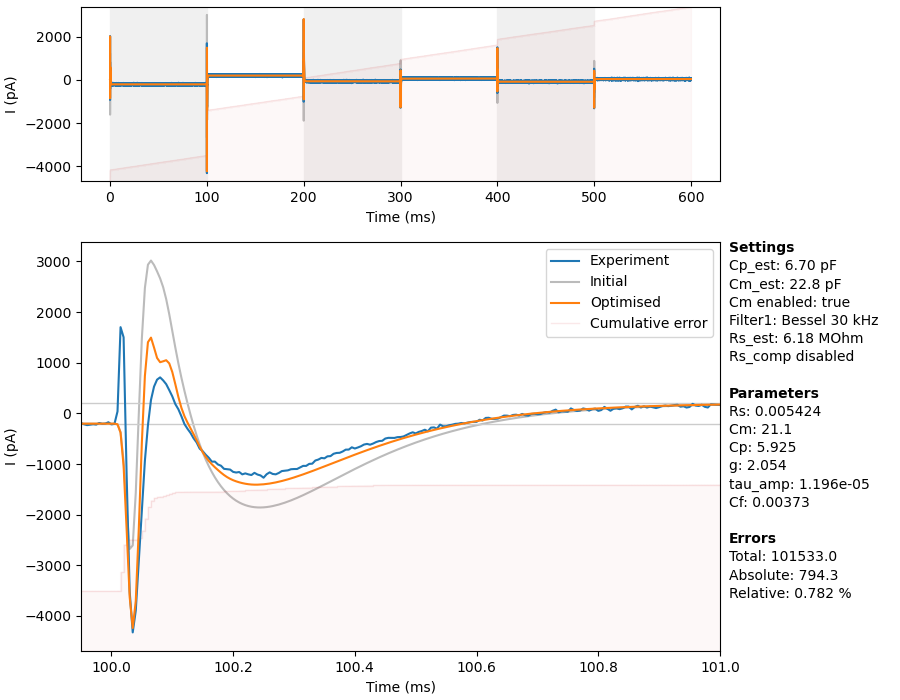 2000
0
−2000
−4000
I (pA)
0 100 200 300 400 500 600
Time (ms)
3000
2000
1000
0
−1000
−2000
−3000
−4000
I (pA)
100.0 100.2 100.4 100.6 100.8 101.0
Time (ms)
Experiment
Initial
Optimised
Cumulative error
Settings
Cp_est: 6.70 pF
Cm_est: 22.8 pF
Cm enabled: true
Filter1: Bessel 30 kHz
Rs_est: 6.18 MOhm
Rs_comp disabled
Parameters
Rs: 0.005424
Cm: 21.1
Cp: 5.925
g: 2.054
tau_amp: 1.196e-05
Cf: 0.00373
Errors
Total: 101533.0
Absolute: 794.3
Relative: 0.782 %